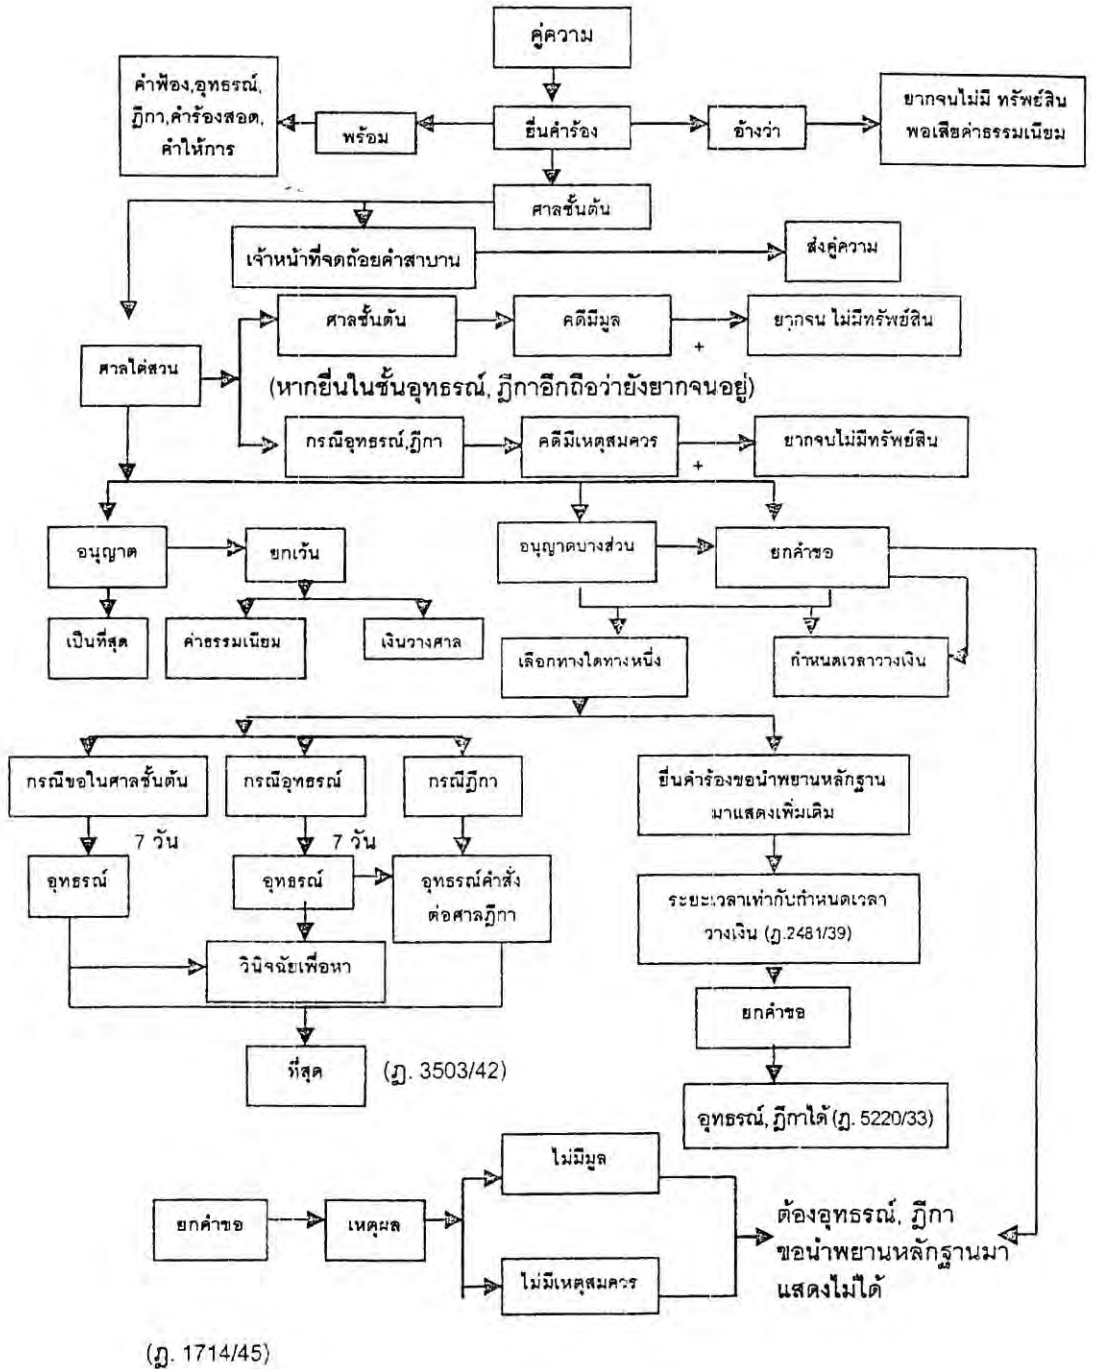 คู่ความ
คำฟ้อง,อุทธรณ์,
ฎีกา,คำร้องสอด,
คำให้การ
พร้อม
ยื่นคำร้อง
อ้างว่า
ยากจนไม่มี ทรัพย์สิน
พอเสียค่าธรรมเนียม
ศาลชั้นต้น
เจ้าหน้าที่จดถ้อยคำสาบาน
ส่งคู่ความ
ศาลชั้นต้น
คดีมีมูล
+
ยากจน ไม่มีทรัพย์สิน
ศาลไต่สวน
(หากยื่นในชั้นอุทธรณ์, ฎีกาอีกถือว่ายังยากจนอยู่)
กรณีอุทธรณ์,ฎีกา
คดีมีเหตุสมควร
+
ยากจนไม่มีทรัพย์สิน
อนุญาต
ยกเว้น
อนุญาตบางส่วน
ยกคำขอ
เป็นที่สุด
ค่าธรรมเนียม
เงินวางศาล
เลือกทางใดทางหนึ่ง
กำหนดเวลาวางเงิน
กรณีขอในศาลชั้นต้น
กรณีอุทธรณ์
กรณีฎีกา
ยื่นคำร้องขอนำพยานหลักฐาน
มาแสดงเพิ่มเติม
7 วัน
7 วัน
อุทธรณ์
อุทธรณ์
อุทธรณ์คำสั่ง
ต่อศาลฎีกา
ระยะเวลาเท่ากับกำหนดเวลา
วางเงิน (ฎ.2481/39)
วินิจฉัยเพื่อหา
ยกคำขอ
ที่สุด
(ฎ. 3503/42)
อุทธรณ์, ฎีกาได้ (ฎ. 5220/33)
ไม่มีมูล
ยกคำขอ
เหตุผล
ไม่มีเหตุสมควร
ต้องอุทธรณ์, ฎีกา
ขอนำพยานหลักฐานมา
แสดงไม่ได้
(ฎ. 1714/45)